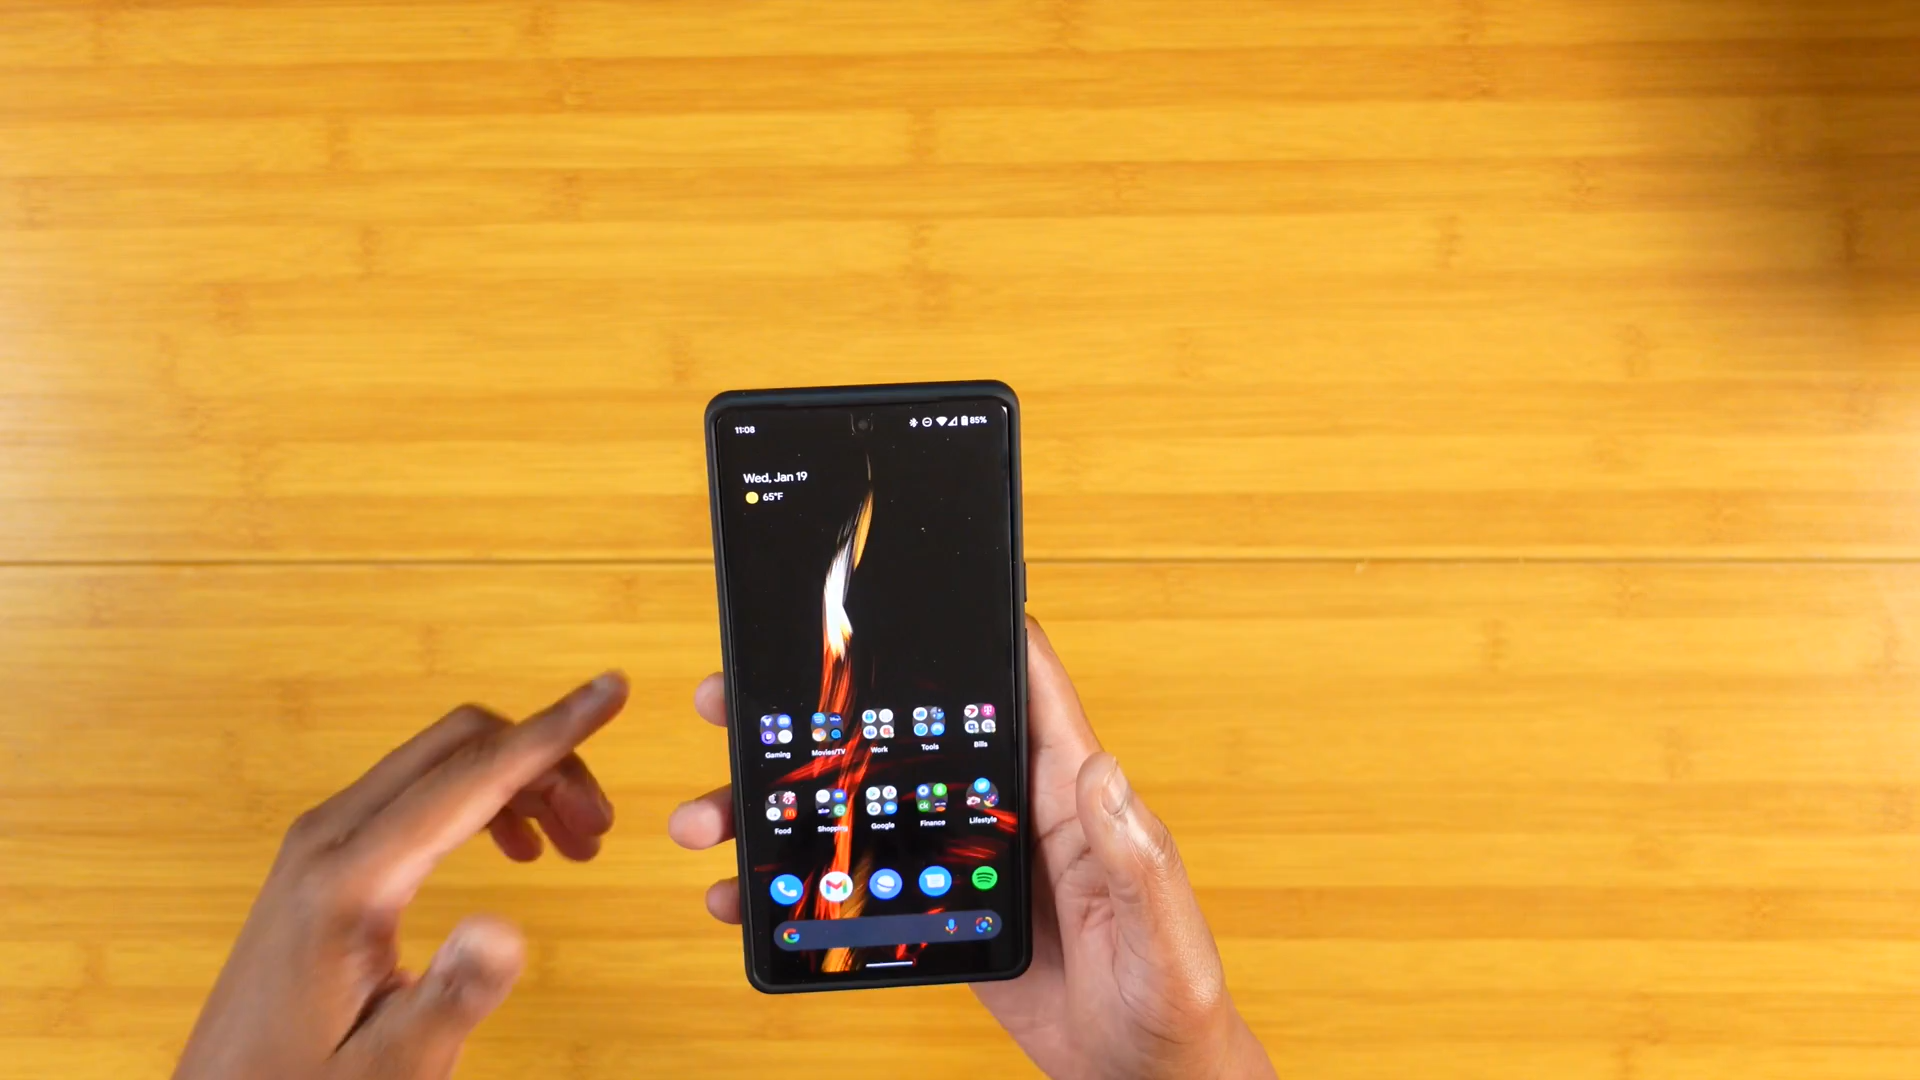 11:08
85%
Wed, Jan 19
65°F
Gaming
Movies/TV
Work
Tools
Bills
Food
Shopping
Google
Finance
Lifestyle